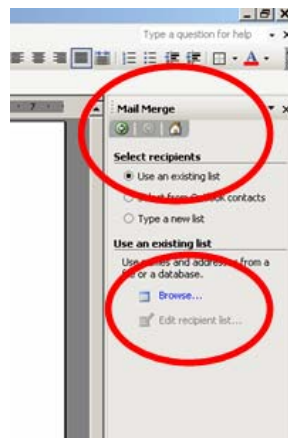 Type a question for help
7
Mail Merge
Select recipients
Use an existing list
Select from Outlook contacts
Type a new list
Use an existing list
Use names and addresses from a
file or a database.
Browse...
Edit recipient list...